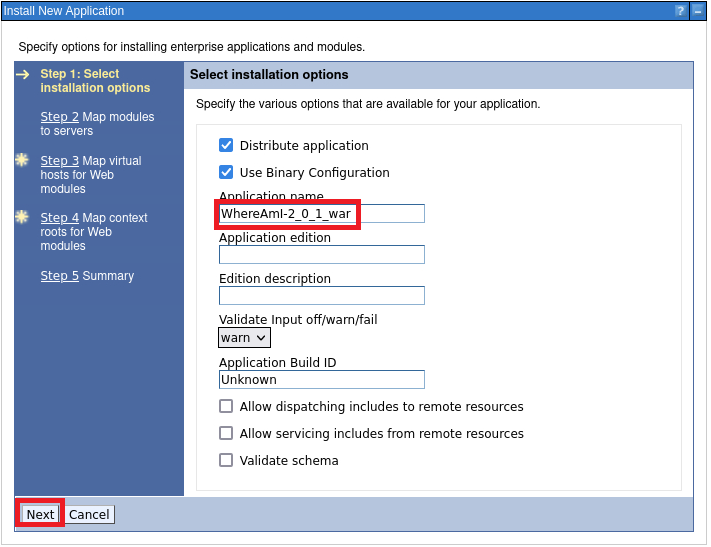 Install New Application
?
Specify options for installing enterprise applications and modules.
Step 1: Select
installation options
Step 2 Map modules
to servers
Step 3 Map virtual
hosts for Web
modules
Step 4 Map context
roots for Web
modules
Step 5 Summary
Select installation options
Specify the various options that are available for your application.
Distribute application
Use Binary Configuration
Application name
WhereAmI-2_0_1_war
Application edition
Edition description
Validate Input off/warn/fail
warn
Application Build ID
Unknown
Allow dispatching includes to remote resources
Allow servicing includes from remote resources
Validate schema
Next
Cancel